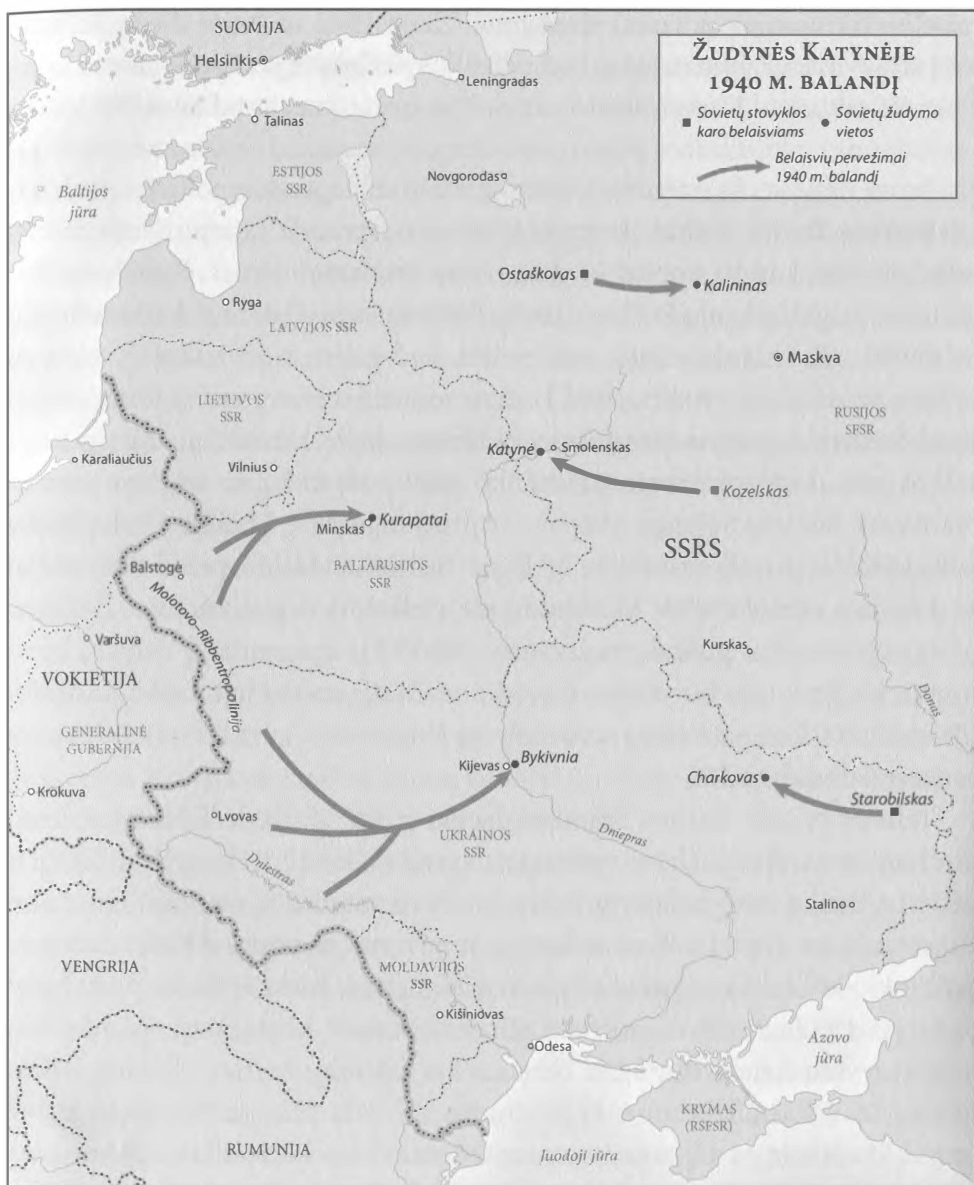 SUOMIJA
Helsinkis
Leningradas
ŽUDYNĖS KATYNĖJE
1940 M. BALANDĮ
Sovietų stovyklos
karo belaisviams
Sovietų žudymo
vietos
Belaisvių pervežimai
1940 m. balandį
Talinas
ESTIJOS
SSR
Novgorodas
Baltijos
jūra
Ostaškovas
Kalininas
Ryga
LATVIJOS SSR
Maskva
LIETUVOS
SSR
RUSIJOS
SFSR
Karaliaučius
Vilnius
Katynė
Smolenskas
Kozelskas
Minskas
Kurapatai
SSRS
Balstogė
BALTARUSIJOS
SSR
Molotovo-Ribbentropo linija
Varšuva
Kurskas
VOKIETIJA
Donas
GENERALINĖ
GUBERNIJA
Kijevas
Bykivnia
Charkovas
Krokuva
Starobilskas
Lvovas
UKRAINOS
SSR
Dniepras
Dniestras
Stalino
VENGRIJA
MOLDAVIJOS
SSR
Kišiniovas
Odesa
Azovo
jūra
KRYMAS
(RSFSR)
RUMUNIJA
Juodoji jūra